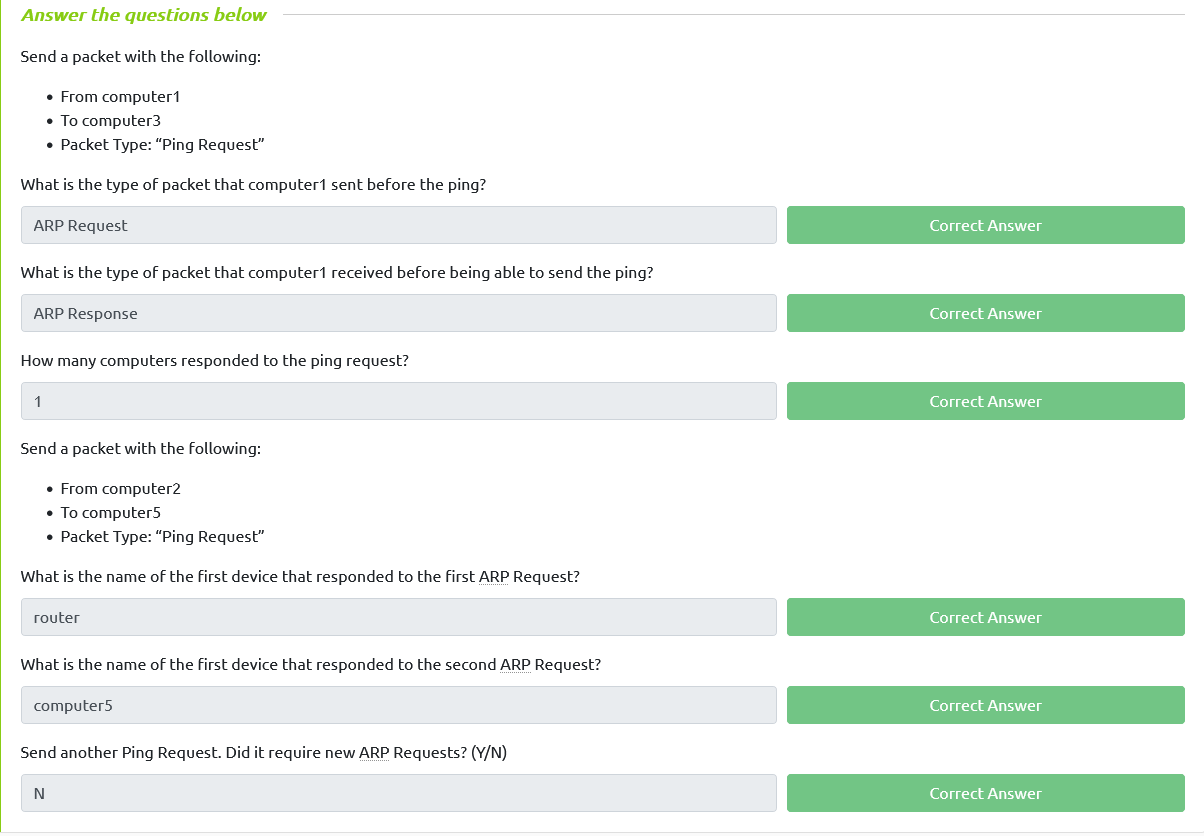 Answer the questions below
Send a packet with the following:
From computer1
To computer3
Packet Type: “Ping Request”
What is the type of packet that computer1 sent before the ping?
ARP Request
Correct Answer
What is the type of packet that computer1 received before being able to send the ping?
ARP Response
Correct Answer
How many computers responded to the ping request?
1
Correct Answer
Send a packet with the following:
From computer2
To computer5
Packet Type: “Ping Request”
What is the name of the first device that responded to the first ARP Request?
router
Correct Answer
What is the name of the first device that responded to the second ARP Request?
computer5
Correct Answer
Send another Ping Request. Did it require new ARP Requests? (Y/N)
N
Correct Answer